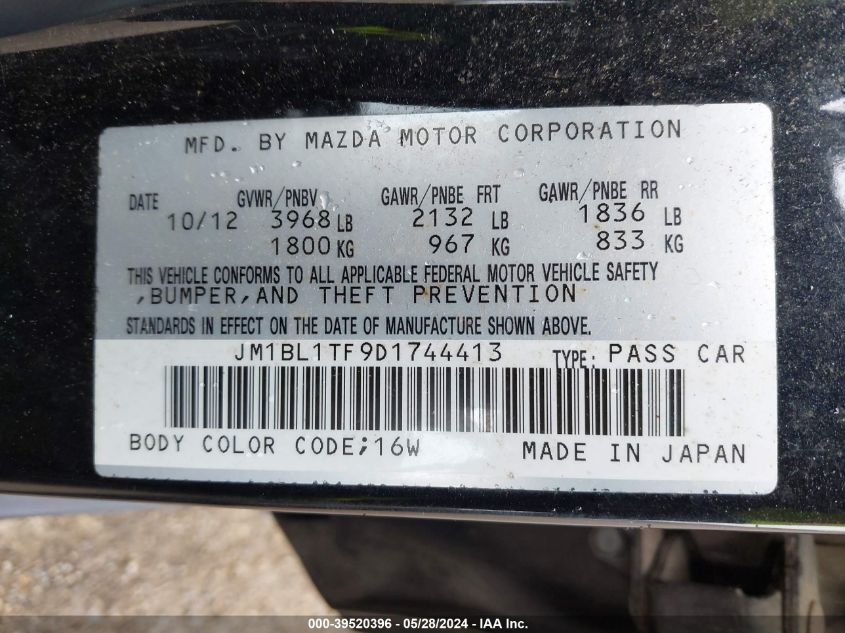 MFD. BY MAZDA MOTOR CORPORATION
DATE GVWR/PNBV GAWR/PNBE FRT GAWR/PNBE RR
10/12 3968 LB 2132 LB 1836 LB
1800 KG 967 KG 833 KG
THIS VEHICLE CONFORMS TO ALL APPLICABLE FEDERAL MOTOR VEHICLE SAFETY
,BUMPER,AND THEFT PREVENTION
STANDARDS IN EFFECT ON THE DATE OF MANUFACTURE SHOWN ABOVE.
JM1BL1TF9D1744413 TYPE: PASS CAR
BODY COLOR CODE;16W MADE IN JAPAN
000-39520396 - 05/28/2024 - 1 of 1 -